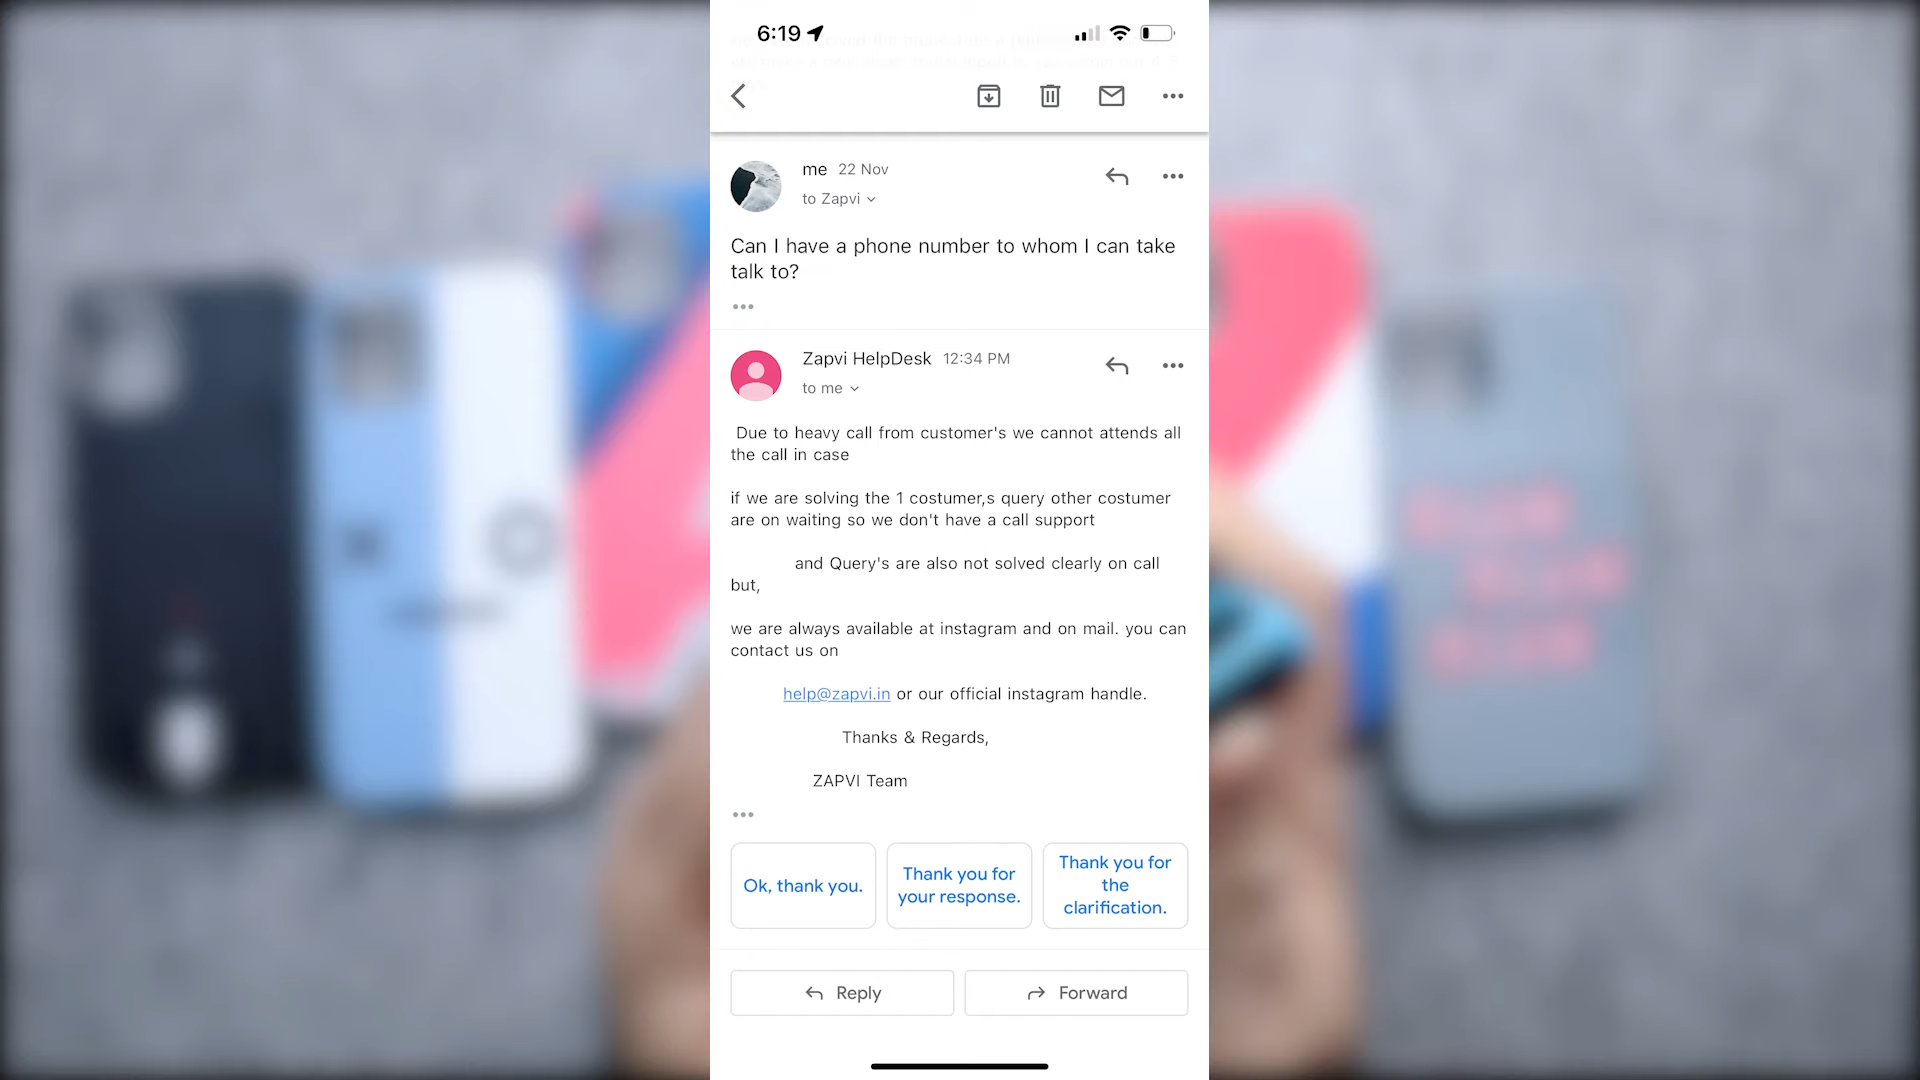 6:19
me 22 Nov
to Zapvi
Can I have a phone number to whom I can take
talk to?
Zapvi HelpDesk 12:34 PM
to me
Due to heavy call from customer's we cannot attends all
the call in case
if we are solving the 1 costumer,s query other costumer
are on waiting so we don't have a call support
and Query's are also not solved clearly on call
but,
we are always available at instagram and on mail. you can
contact us on
help@zapvi.in or our official instagram handle.
Thanks & Regards,
ZAPVI Team
Ok, thank you.
Thank you for
your response.
Thank you for
the
clarification.
Reply
Forward